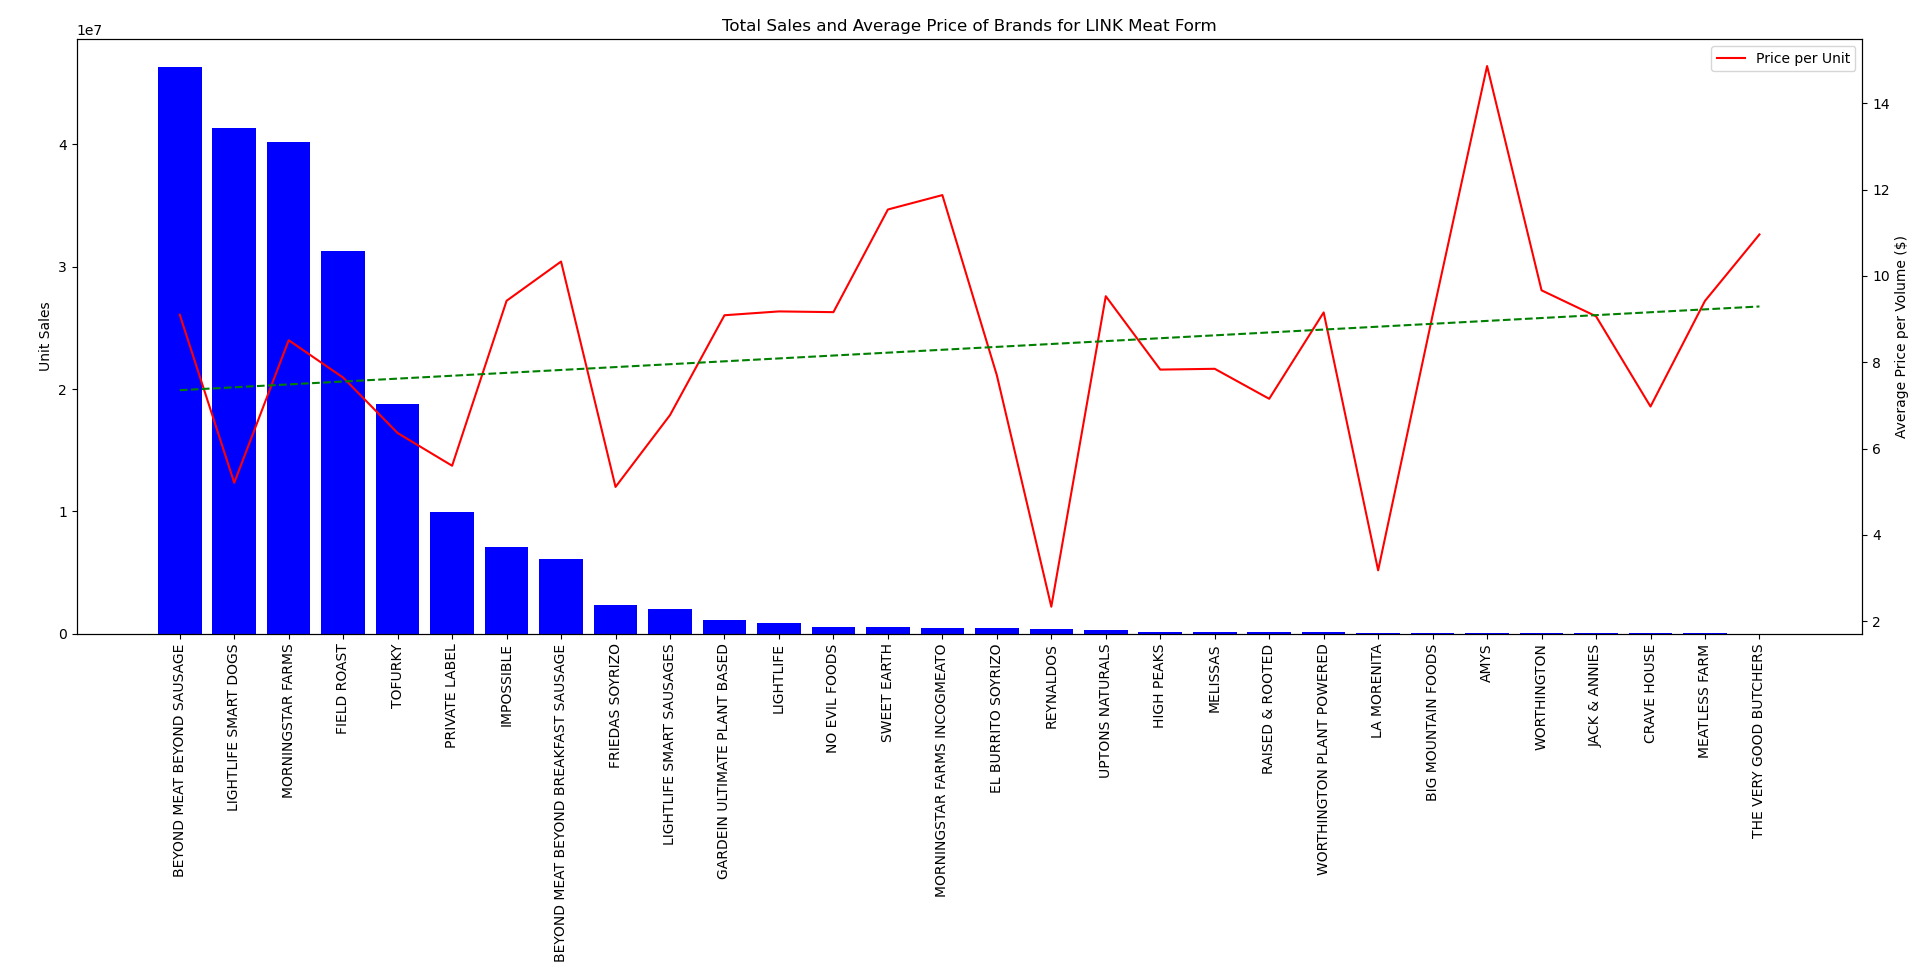 Total Sales and Average Price of Brands for LINK Meat Form
1e7
Price per Unit
Unit Sales
4
3
2
1
0
14
12
10
8
6
4
2
Average Price per Volume ($)
BEYOND MEAT BEYOND SAUSAGE
LIGHTLIFE SMART DOGS
MORNINGSTAR FARMS
FIELD ROAST
TOFURKY
PRIVATE LABEL
IMPOSSIBLE
BEYOND MEAT BEYOND BREAKFAST SAUSAGE
FRIEDAS SOYRIZO
LIGHTLIFE SMART SAUSAGES
GARDEIN ULTIMATE PLANT BASED
LIGHTLIFE
NO EVIL FOODS
SWEET EARTH
MORNINGSTAR FARMS INCOGMEATO
EL BURRITO SOYRIZO
REYNALDOS
UPTONS NATURALS
HIGH PEAKS
MELISSAS
RAISED & ROOTED
WORTHINGTON PLANT POWERED
LA MORENITA
BIG MOUNTAIN FOODS
AMYS
WORTHINGTON
JACK & ANNIES
CRAVE HOUSE
MEATLESS FARM
THE VERY GOOD BUTCHERS